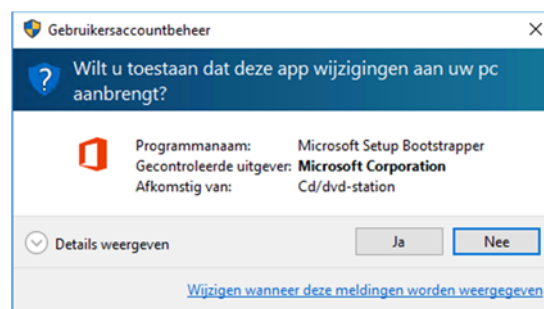 Gebruikersaccountbeheer
Wilt u toestaan dat deze app wijzigingen aan uw pc
aanbrengt?
Programmanaam: Microsoft Setup Bootstrapper
Gecontroleerde uitgever: Microsoft Corporation
Afkomstig van: Cd/dvd-station
Details weergeven
Ja
Nee
Wijzigen wanneer deze meldingen worden weergegeven